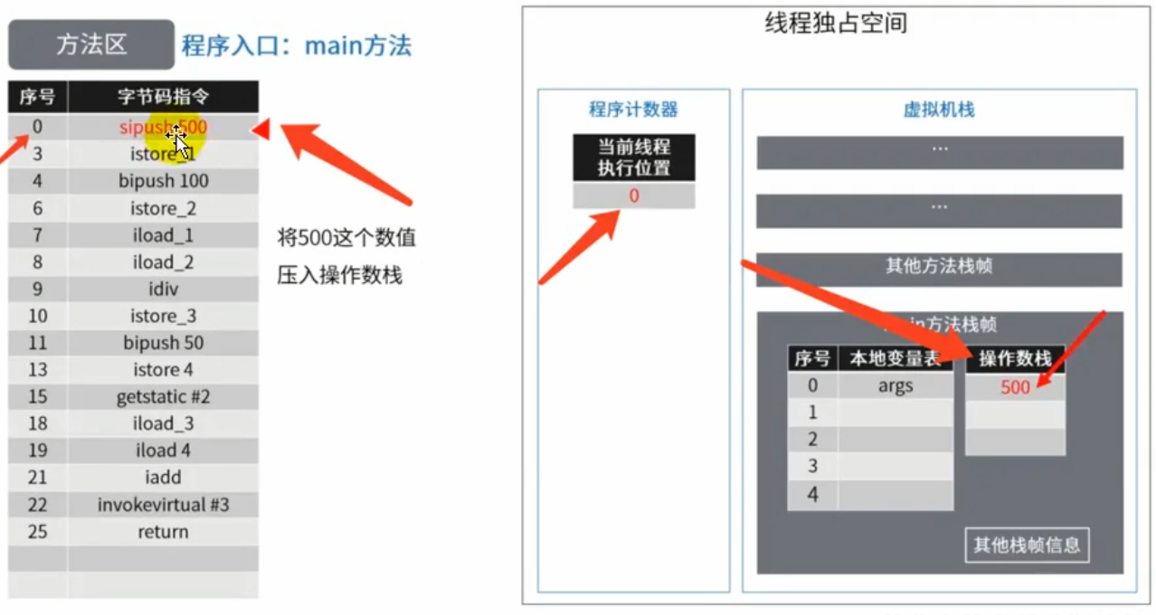 方法区
程序入口：main方法
序号 字节码指令
0 sipush 500
3 istore_1
4 bipush 100
6 istore_2
7 iload_1
8 iload_2
9 idiv
10 istore_3
11 bipush 50
13 istore 4
15 getstatic #2
18 iload_3
19 iload 4
21 iadd
22 invokevirtual #3
25 return
将500这个数值
压入操作数栈
线程独占空间
程序计数器
当前线程
执行位置
0
虚拟机栈
...
...
其他方法栈帧
main方法栈帧
序号 本地变量表
0 args
1
2
3
4
操作数栈
500
其他栈帧信息